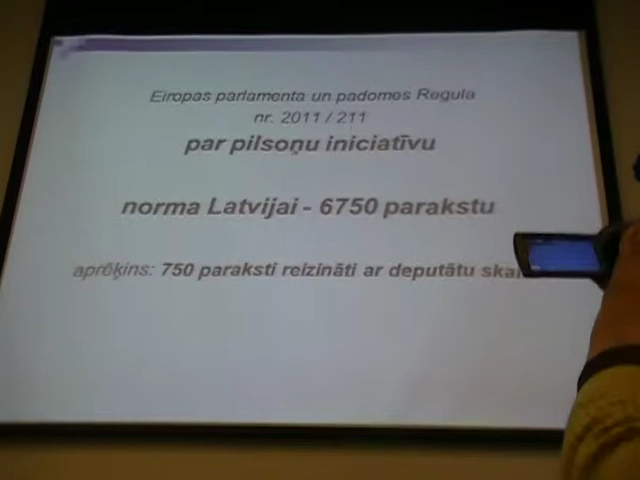 Eiropas parlamenta un padomes Regula
nr. 2011 / 211
par pilsoņu iniciatīvu
norma Latvijai - 6750 parakstu
aprēķins: 750 paraksti reizināti ar deputātu